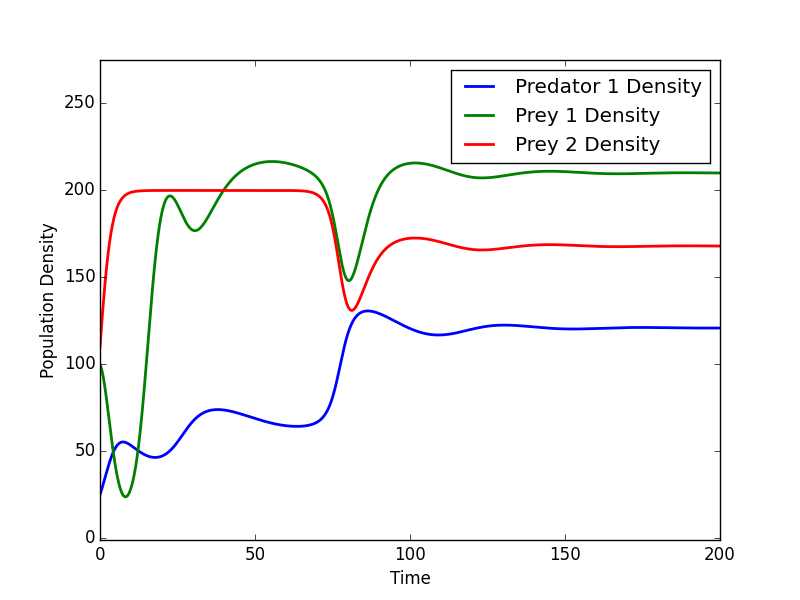 Predator 1 Density
Prey 1 Density
Prey 2 Density
Population Density
250
200
150
100
50
0
0 50 100 150 200
Time